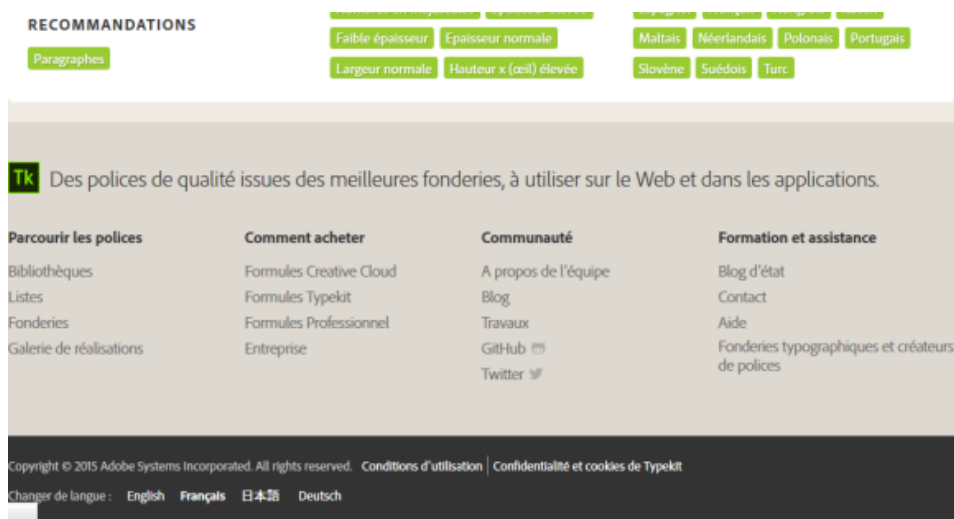 RECOMMANDATIONS
Paragraphes
Faible épaisseur Epaisseur normale
Largeur normale Hauteur x (œil) élevée
Maltais Néerlandais Polonais Portugais
Slovène Suédois Turc
Tk Des polices de qualité issues des meilleures fonderies, à utiliser sur le Web et dans les applications.
Parcourir les polices
Bibliothèques
Listes
Fonderies
Galerie de réalisations
Comment acheter
Formules Creative Cloud
Formules Typekit
Formules Professionnel
Entreprise
Communauté
A propos de l'équipe
Blog
Travaux
GitHub
Twitter
Formation et assistance
Blog d'état
Contact
Aide
Fonderies typographiques et créateurs
de polices
Copyright © 2015 Adobe Systems Incorporated. All rights reserved. Conditions d'utilisation | Confidentialité et cookies de Typekit
Changer de langue : English Français 日本語 Deutsch